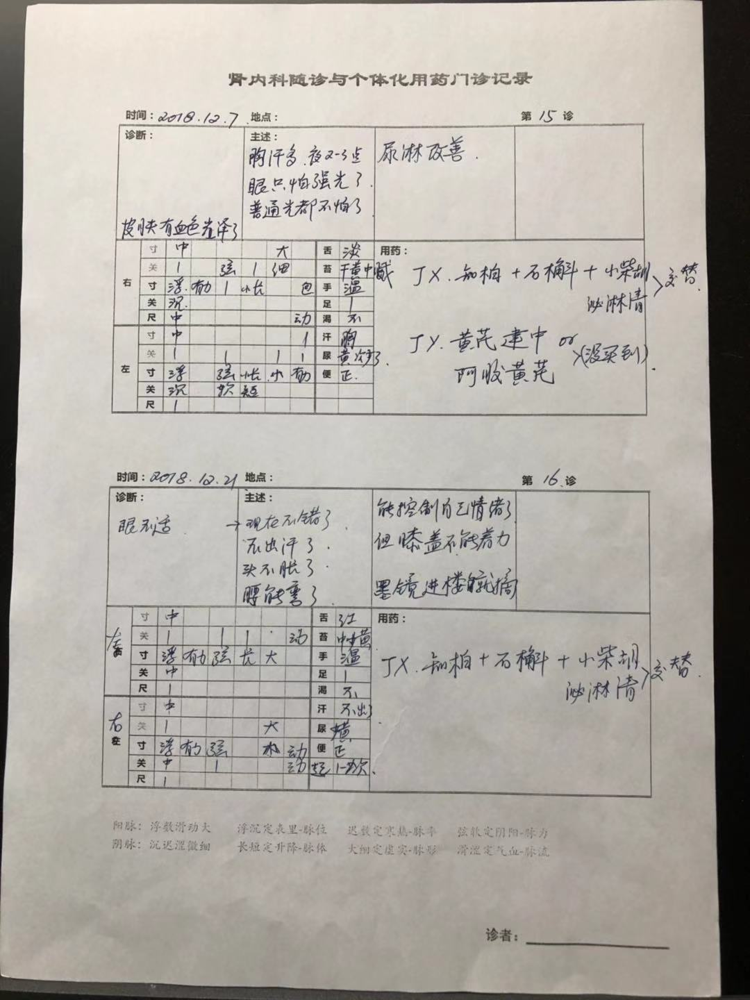 肾内科随诊与个体化用药门诊记录
时间：2018.12.7 地点： 第 15 诊
诊断：
皮肤有血色光泽了
主述：
胸汗多.夜2-3点
眼只怕强光了.
普通光都不怕了
尿淋改善.
右
寸 中 大
关 1 弦 1 细
寸 浮 有力 1 小长
关 沉
尺 中 动
左
寸 中 1
关 1 1 1 1
寸 浮 弦 小长 小 有力
关 沉 软 短
尺 1
舌 淡
苔 干黄中腻
手 温
足 1
渴 不
汗 胸
尿 黄次少了
便 正.
用药：
JX.知柏+石斛+小柴胡
泌淋清 >交替.
JY.黄芪建中 or
阿胶黄芪 >(没买到)
时间：2018.12.21 地点： 第 16 诊
诊断：
眼不适
主述：
→现在不错了.
不出汗了.
头不胀了.
腰能弯了.
能控制自己情绪了
但膝盖不能着力
墨镜进楼就摘
左
寸 中
关 1 1 1 动
寸 浮 有力 弦 长 大
关 中
尺 1
右
寸 中
关 1 大
寸 浮 有力 弦 动
关 中 1 动
尺 1
舌 红
苔 中黄
手 温
足 1
渴 不
汗 不出了
尿 黄
便 正
起 1-2次.
用药：
JX.知柏+石斛+小柴胡
泌淋清 >交替.
阳脉：浮数滑动大 浮沉定表里-脉位 迟数定寒热-脉率 弦软定阴阳-脉力
阴脉：沉迟涩微细 长短定升降-脉体 大细定虚实-脉形 滑涩定气血-脉流
诊者：